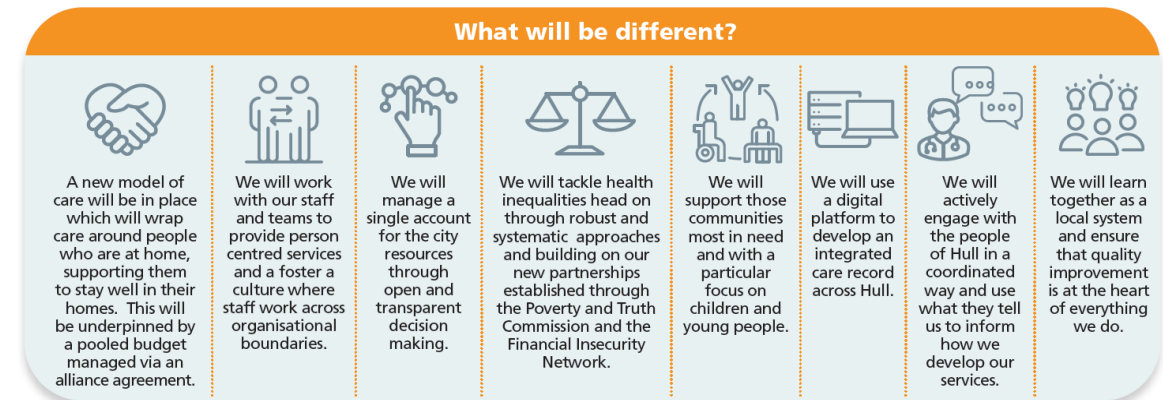 What will be different?
A new model of
care will be in place
which will wrap
care around people
who are at home,
supporting them
to stay well in their
homes.  This will
be underpinned by
a pooled budget
managed via an
alliance agreement.
We will work
with our staff
and teams to
provide person
centred services
and a foster a
culture where
staff work across
organisational
boundaries.
We will
manage a
single account
for the city
resources
through
open and
transparent
decision
making.
We will tackle health
inequalities head on
through robust and
systematic  approaches
and building on our
new partnerships
established through
the Poverty and Truth
Commission and the
Financial Insecurity
Network.
We will
support those
communities
most in need
and with a
particular
focus on
children and
young people.
We will use
a digital
platform to
develop an
integrated
care record
across Hull.
We will
actively
engage with
the people
of Hull in a
coordinated
way and use
what they tell
us to inform
how we
develop our
services.
We will learn
together as a
local system
and ensure
that quality
improvement
is at the heart
of everything
we do.